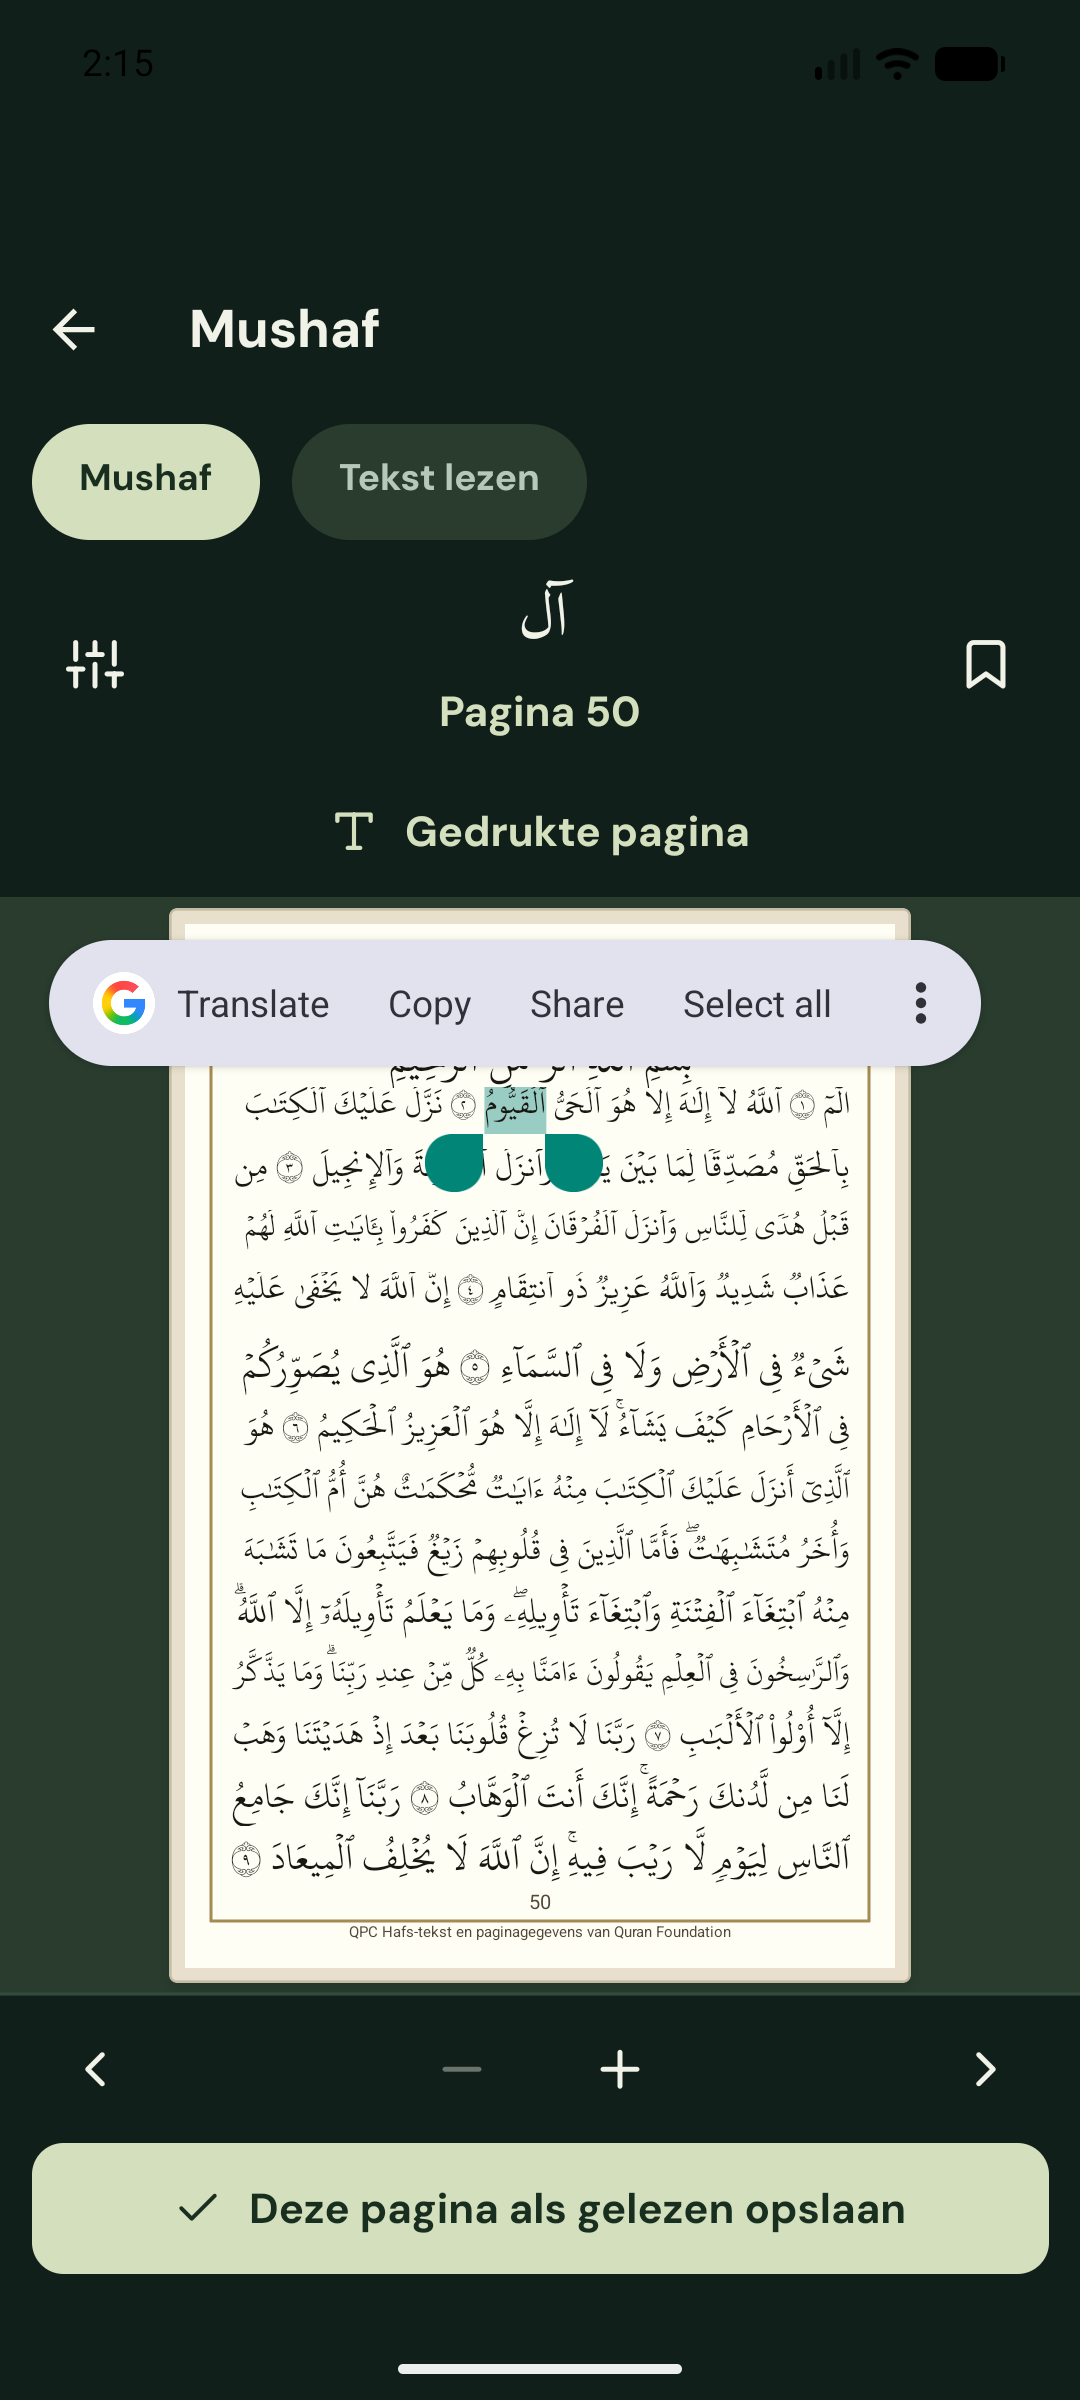 2:15
Mushaf
Mushaf
Tekst lezen
آل
Pagina 50
Gedrukte pagina
Translate Copy Share Select all
الٓمٓ ١ ٱللَّهُ لَآ إِلَٰهَ إِلَّا هُوَ ٱلۡحَيُّ ٱلۡقَيُّومُ ٢ نَزَّلَ عَلَيۡكَ ٱلۡكِتَٰبَ
بِٱلۡحَقِّ مُصَدِّقٗا لِّمَا بَيۡنَ وَأَنزَلَ وَٱلۡإِنجِيلَ ٣ مِن
قَبۡلُ هُدٗى لِّلنَّاسِ وَأَنزَلَ ٱلۡفُرۡقَانَ إِنَّ ٱلَّذِينَ كَفَرُواْ بِـَٔايَٰتِ ٱللَّهِ لَهُمۡ
عَذَابٞ شَدِيدٞ وَٱللَّهُ عَزِيزٞ ذُو ٱنتِقَامٍ ٤ إِنَّ ٱللَّهَ لَا يَخۡفَىٰ عَلَيۡهِ
شَيۡءٞ فِي ٱلۡأَرۡضِ وَلَا فِي ٱلسَّمَآءِ ٥ هُوَ ٱلَّذِي يُصَوِّرُكُمۡ
فِي ٱلۡأَرۡحَامِ كَيۡفَ يَشَآءُۚ لَآ إِلَٰهَ إِلَّا هُوَ ٱلۡعَزِيزُ ٱلۡحَكِيمُ ٦ هُوَ
ٱلَّذِيٓ أَنزَلَ عَلَيۡكَ ٱلۡكِتَٰبَ مِنۡهُ ءَايَٰتٞ مُّحۡكَمَٰتٌ هُنَّ أُمُّ ٱلۡكِتَٰبِ
وَأُخَرُ مُتَشَٰبِهَٰتٞۖ فَأَمَّا ٱلَّذِينَ فِي قُلُوبِهِمۡ زَيۡغٞ فَيَتَّبِعُونَ مَا تَشَٰبَهَ
مِنۡهُ ٱبۡتِغَآءَ ٱلۡفِتۡنَةِ وَٱبۡتِغَآءَ تَأۡوِيلِهِۦۖ وَمَا يَعۡلَمُ تَأۡوِيلَهُۥٓ إِلَّا ٱللَّهُۗ
وَٱلرَّٰسِخُونَ فِي ٱلۡعِلۡمِ يَقُولُونَ ءَامَنَّا بِهِۦ كُلّٞ مِّنۡ عِندِ رَبِّنَاۗ وَمَا يَذَّكَّرُ
إِلَّآ أُوْلُواْ ٱلۡأَلۡبَٰبِ ٧ رَبَّنَا لَا تُزِغۡ قُلُوبَنَا بَعۡدَ إِذۡ هَدَيۡتَنَا وَهَبۡ
لَنَا مِن لَّدُنكَ رَحۡمَةًۚ إِنَّكَ أَنتَ ٱلۡوَهَّابُ ٨ رَبَّنَآ إِنَّكَ جَامِعُ
ٱلنَّاسِ لِيَوۡمٖ لَّا رَيۡبَ فِيهِۚ إِنَّ ٱللَّهَ لَا يُخۡلِفُ ٱلۡمِيعَادَ ٩
50
QPC Hafs-tekst en paginagegevens van Quran Foundation
Deze pagina als gelezen opslaan